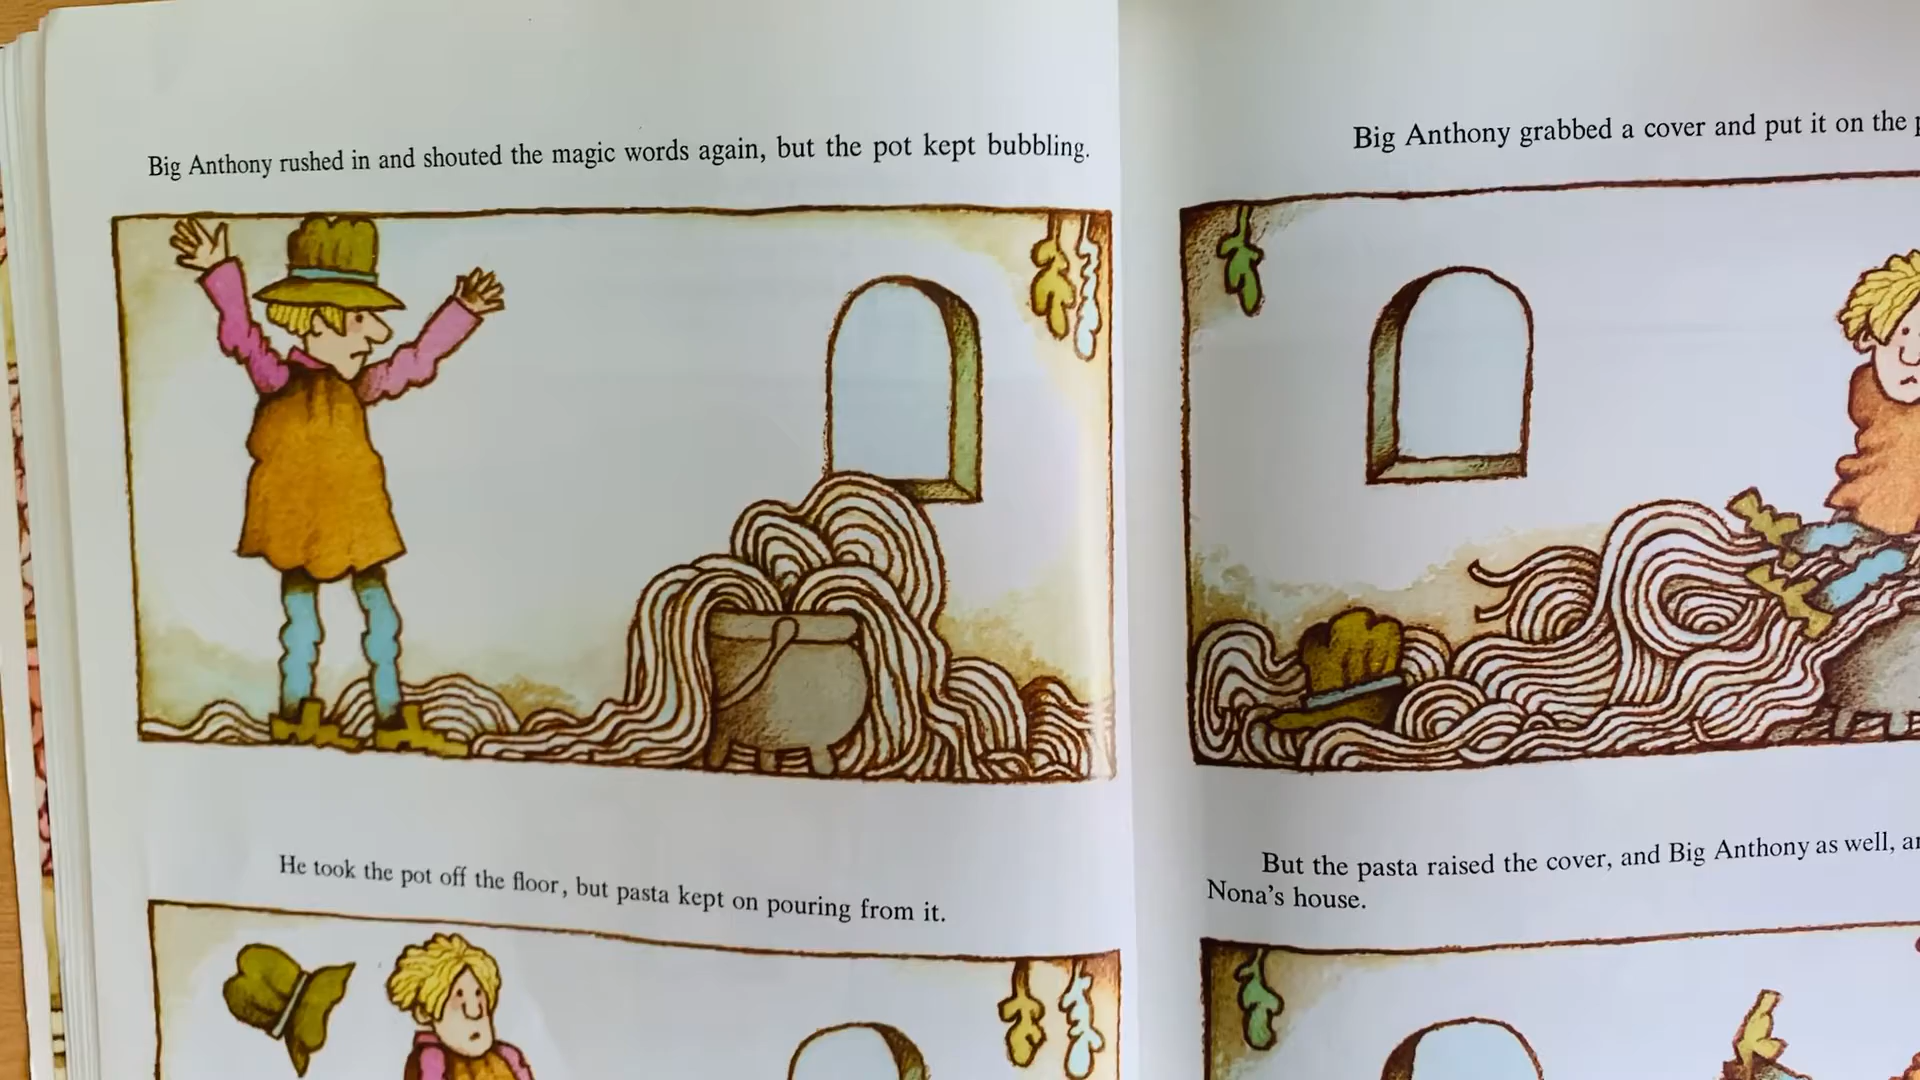 Big Anthony rushed in and shouted the magic words again, but the pot kept bubbling.
He took the pot off the floor, but pasta kept on pouring from it.
Big Anthony grabbed a cover and put it on the
But the pasta raised the cover, and Big Anthony as well,
Nona's house.